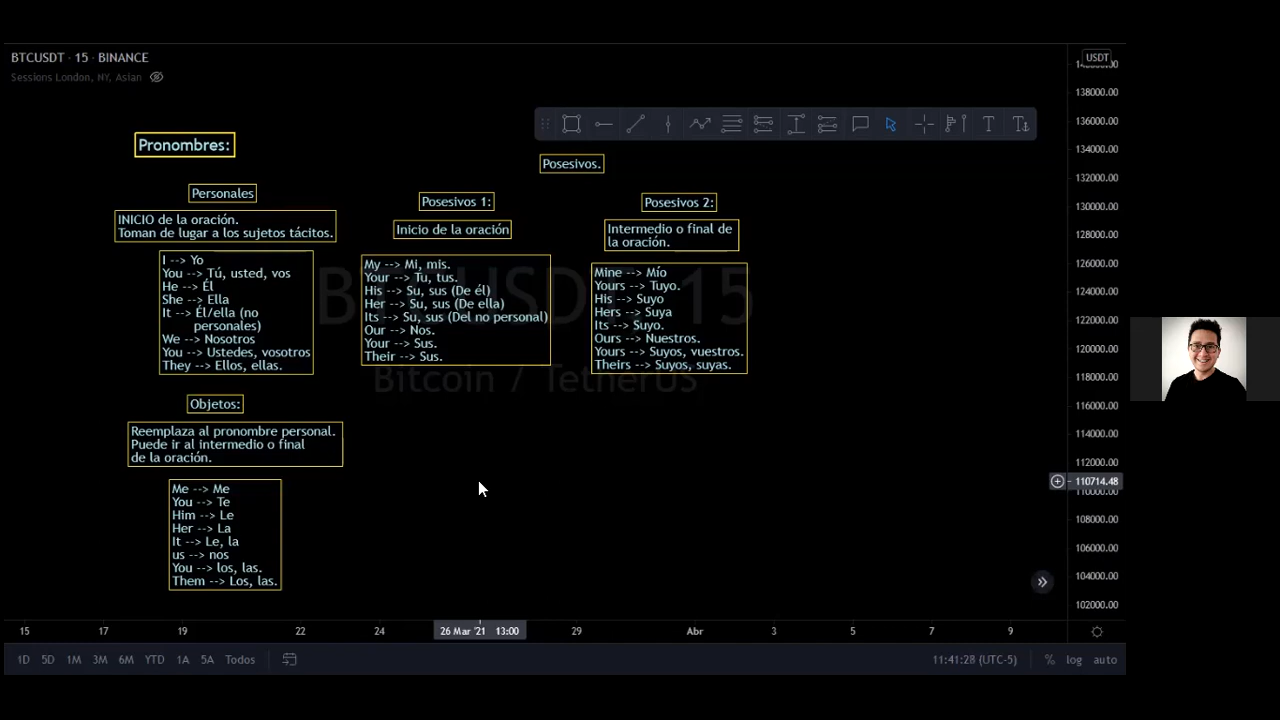 BTCUSDT · 15 · BINANCE
Sessions London, NY, Asian
Pronombres:
Personales
INICIO de la oración.
Toman de lugar a los sujetos tácitos.
I --> Yo
You --> Tú, usted, vos
He --> Él
She --> Ella
It --> Él/ella (no
personales)
We --> Nosotros
You --> Ustedes, vosotros
They --> Ellos, ellas.
Objetos:
Reemplaza al pronombre personal.
Puede ir al intermedio o final
de la oración.
Me --> Me
You --> Te
Him --> Le
Her --> La
It --> Le, la
us --> nos
You --> los, las.
Them --> Los, las.
Posesivos.
Posesivos 1:
Inicio de la oración
My --> Mi, mis.
Your --> Tu, tus.
His --> Su, sus (De él)
Her --> Su, sus (De ella)
Its --> Su, sus (Del no personal)
Our --> Nos.
Your --> Sus.
Their --> Sus.
Posesivos 2:
Intermedio o final de
la oración.
Mine --> Mío
Yours --> Tuyo.
His --> Suyo
Hers --> Suya
Its --> Suyo.
Ours --> Nuestros.
Yours --> Suyos, vuestros.
Theirs --> Suyos, suyas.
BTCUSDT, 15
Bitcoin / TetherUS
USDT
138000.00
136000.00
134000.00
132000.00
130000.00
128000.00
126000.00
124000.00
122000.00
120000.00
118000.00
116000.00
114000.00
112000.00
110714.48
110000.00
108000.00
106000.00
104000.00
102000.00
15 17 19 22 24 26 Mar '21 13:00 29 Abr 3 5 7 9
1D 5D 1M 3M 6M YTD 1A 5A Todos
11:41:28 (UTC-5) % log auto